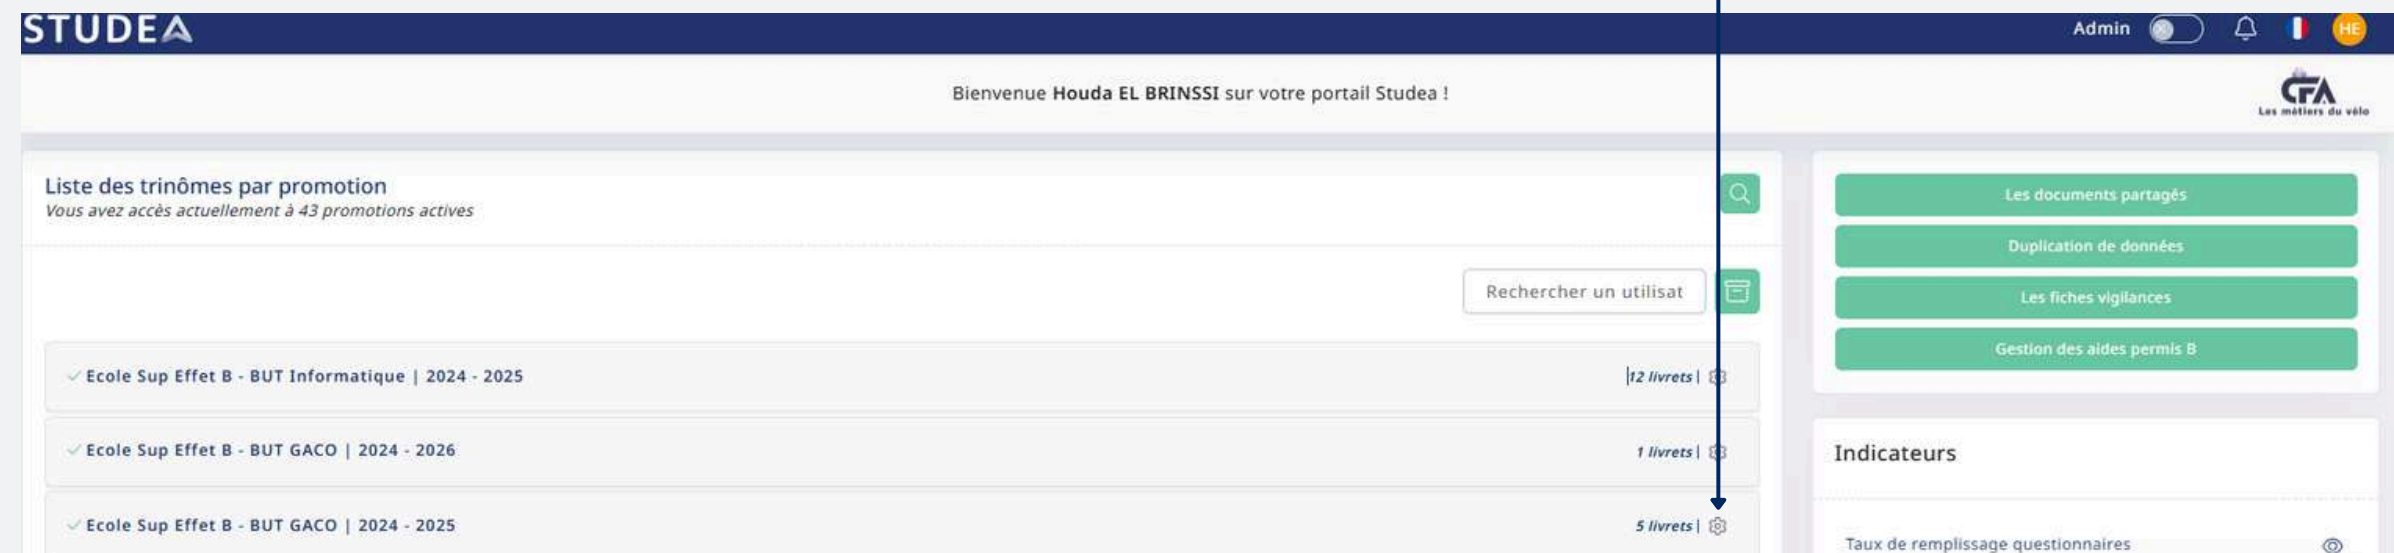 STUDEA
Admin
HE
Bienvenue Houda EL BRINSSI sur votre portail Studea !
CFA
Les métiers du vélo
Liste des trinômes par promotion
Vous avez accès actuellement à 43 promotions actives
Rechercher un utilisat
Ecole Sup Effet B - BUT Informatique | 2024 - 2025
12 livrets |
Ecole Sup Effet B - BUT GACO | 2024 - 2026
1 livrets |
Ecole Sup Effet B - BUT GACO | 2024 - 2025
5 livrets |
Les documents partagés
Duplication de données
Les fiches vigilances
Gestion des aides permis B
Indicateurs
Taux de remplissage questionnaires